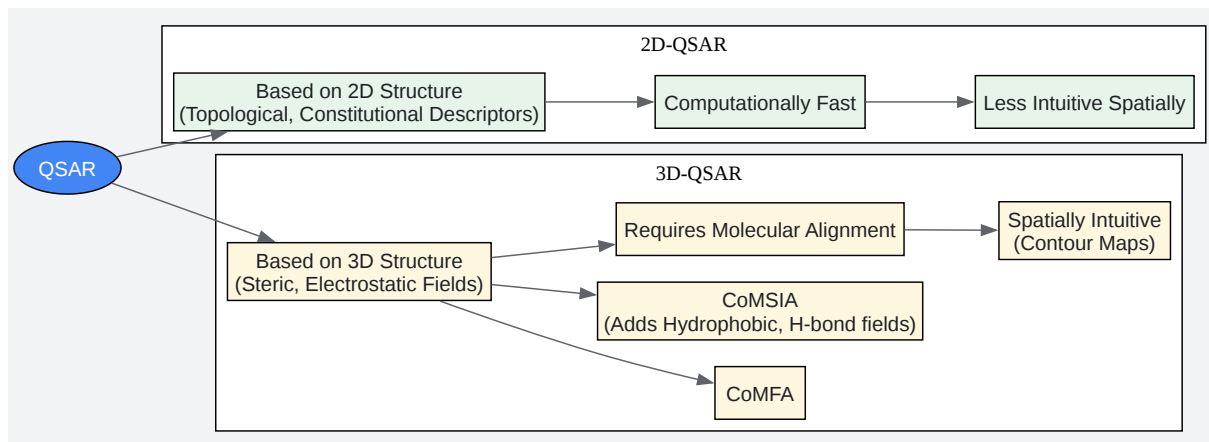 QSAR
2D-QSAR
Based on 2D Structure
(Topological, Constitutional Descriptors)
Computationally Fast
Less Intuitive Spatially
3D-QSAR
Based on 3D Structure
(Steric, Electrostatic Fields)
Requires Molecular Alignment
Spatially Intuitive
(Contour Maps)
CoMSIA
(Adds Hydrophobic, H-bond fields)
CoMFA